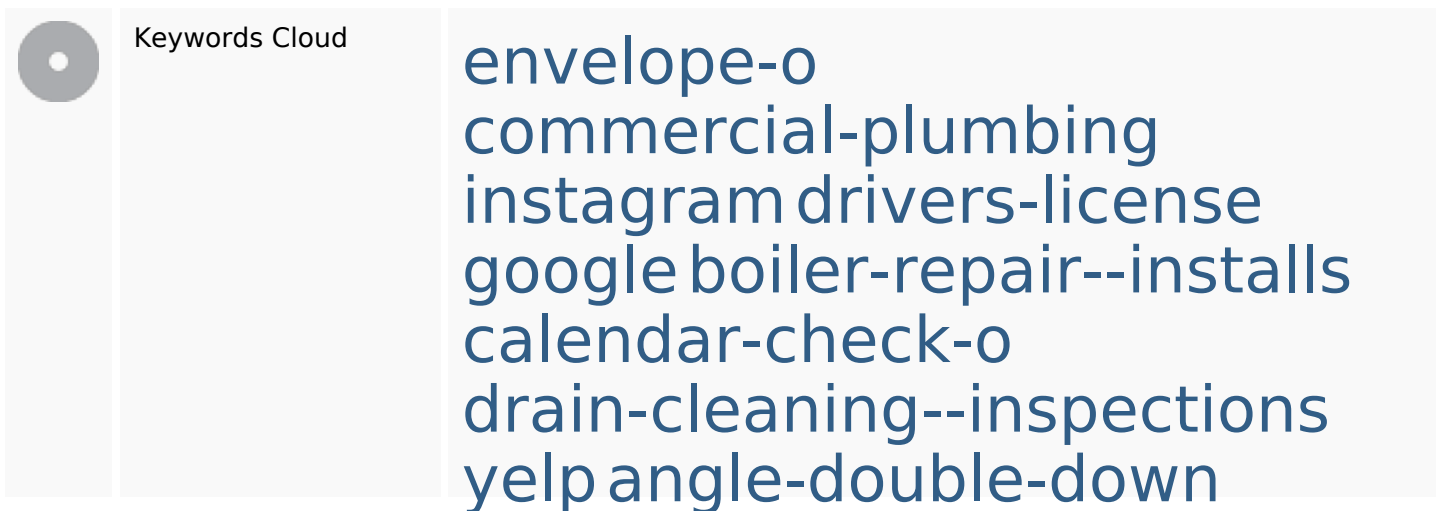 Keywords Cloud
envelope-o
commercial-plumbing
instagram drivers-license
google boiler-repair--installs
calendar-check-o
drain-cleaning--inspections
yelp angle-double-down